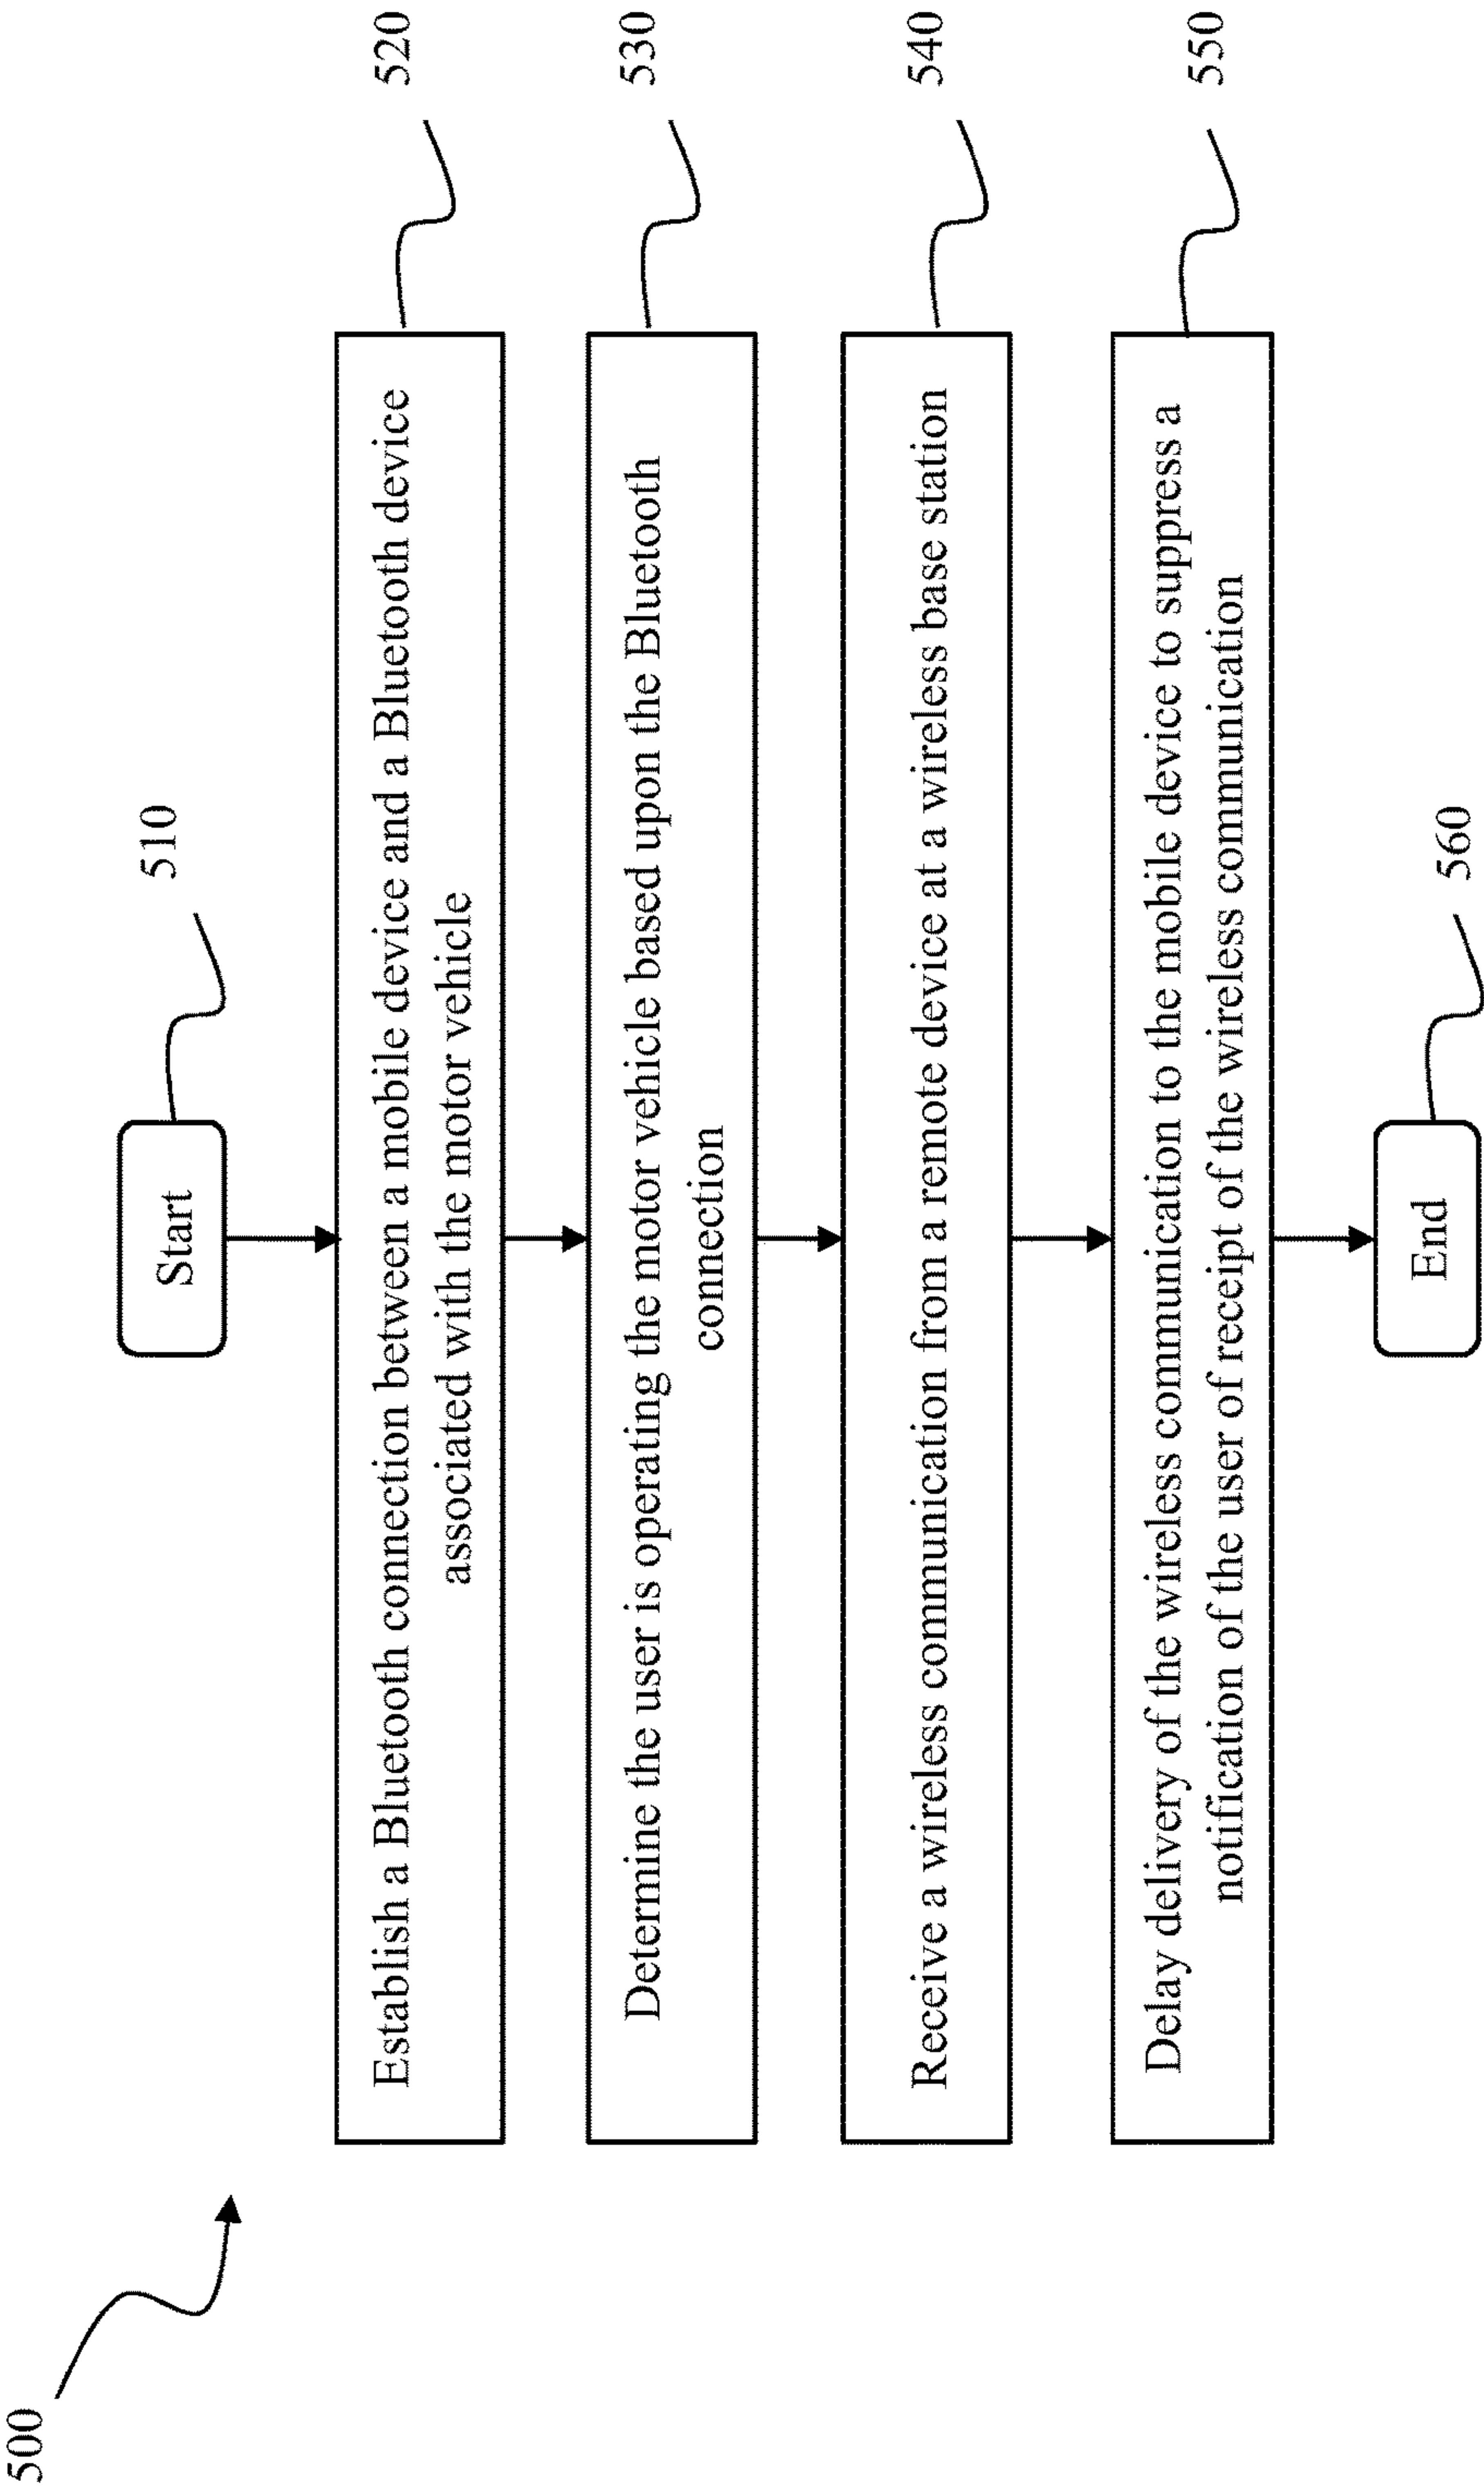 500
Start
510
Establish a Bluetooth connection between a mobile device and a Bluetooth device
associated with the motor vehicle
520
Determine the user is operating the motor vehicle based upon the Bluetooth
connection
530
Receive a wireless communication from a remote device at a wireless base station
540
Delay delivery of the wireless communication to the mobile device to suppress a
notification of the user of receipt of the wireless communication
550
End
560